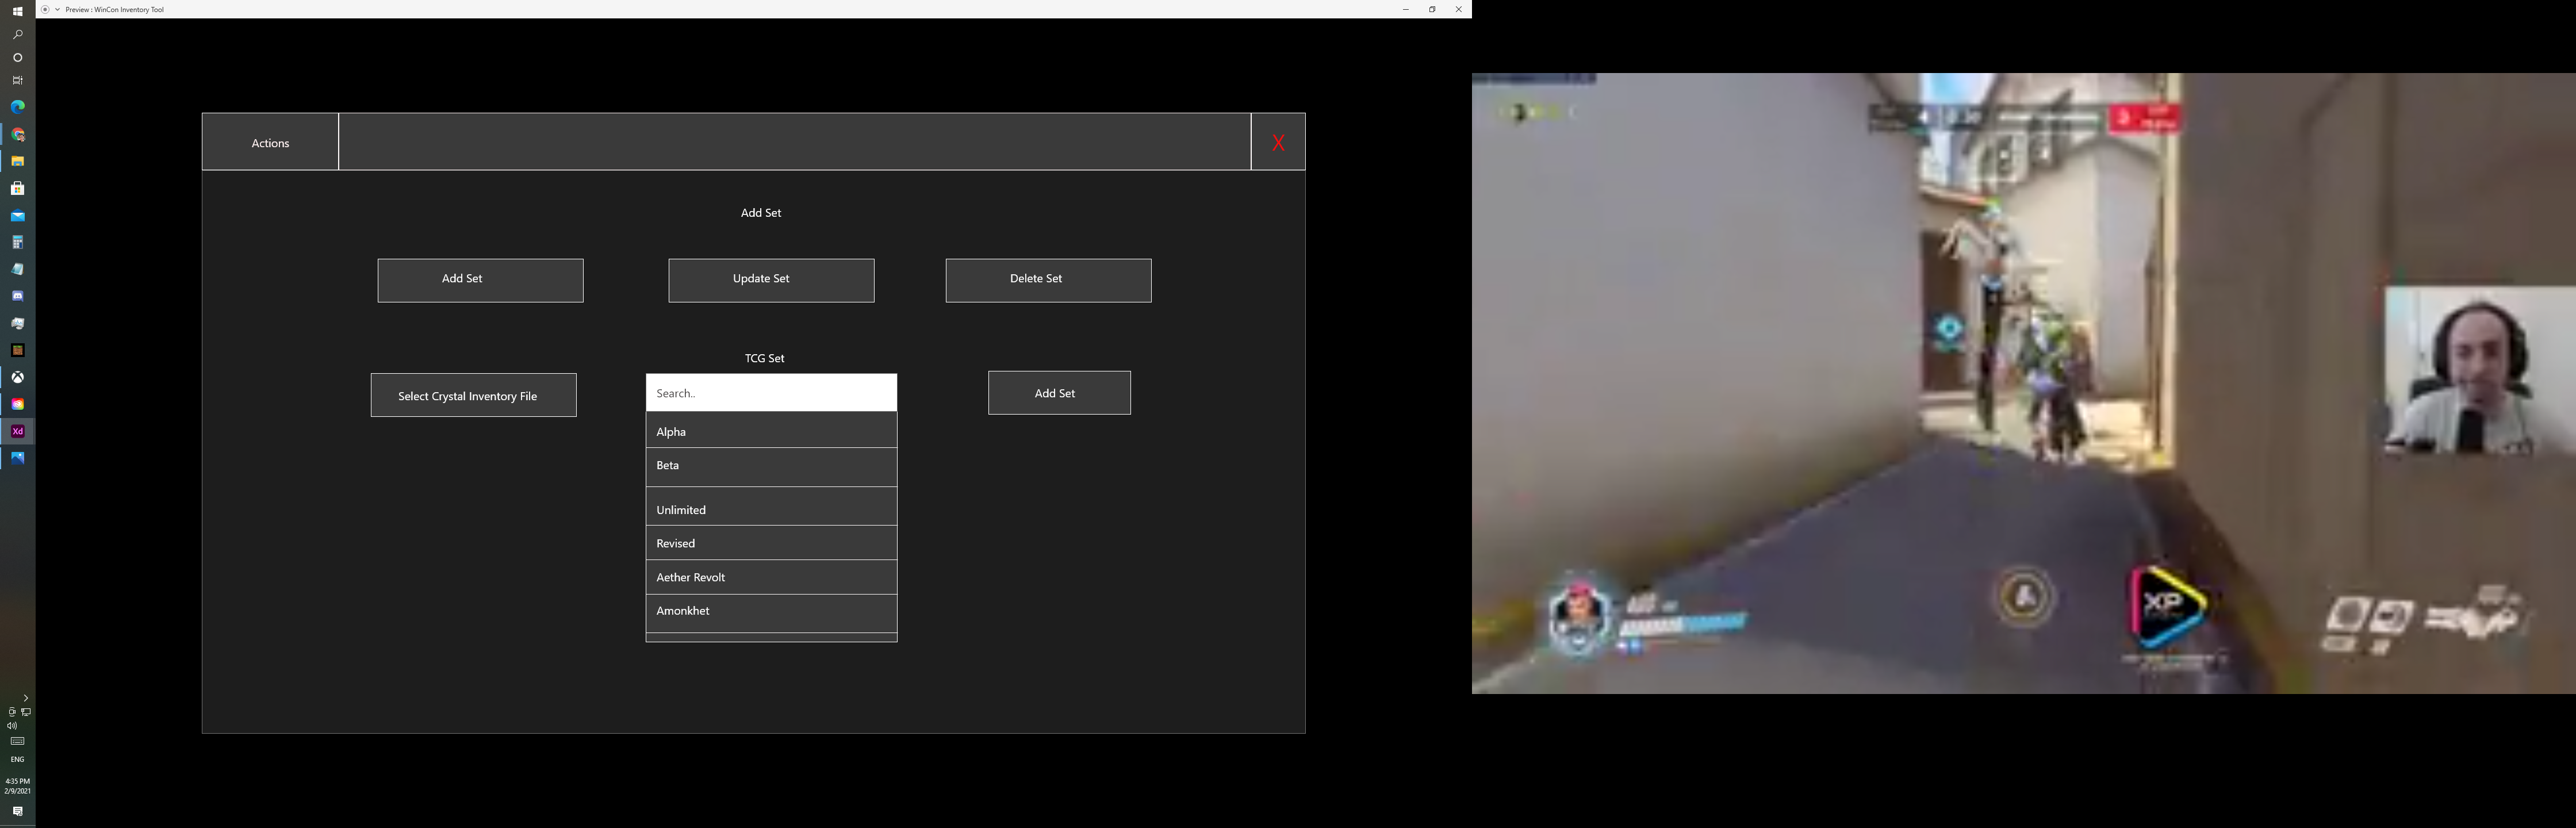 Preview : WinCon Inventory Tool
Actions
X
Add Set
Add Set
Update Set
Delete Set
TCG Set
Select Crystal Inventory File
Search..
Add Set
Alpha
Beta
Unlimited
Revised
Aether Revolt
Amonkhet
Xd
ENG
4:35 PM
2/9/2021
XP